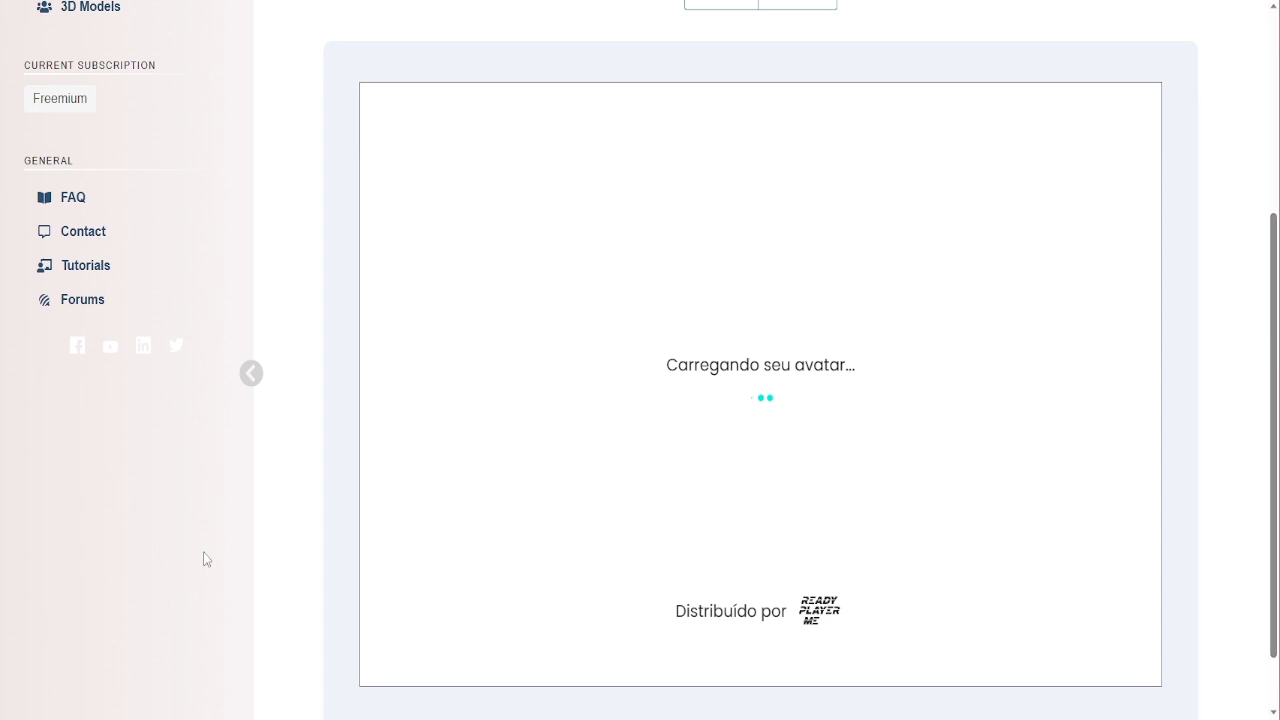 3D Models
CURRENT SUBSCRIPTION
Freemium
GENERAL
FAQ
Contact
Tutorials
Forums
Carregando seu avatar...
Distribuído por
READY
PLAYER
ME